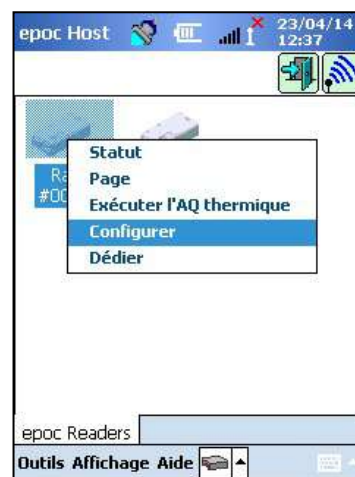 epoc Host 23/04/14
12:37
Statut
Page
Exécuter l'AQ thermique
Configurer
Dédier
epoc Readers
Outils Affichage Aide